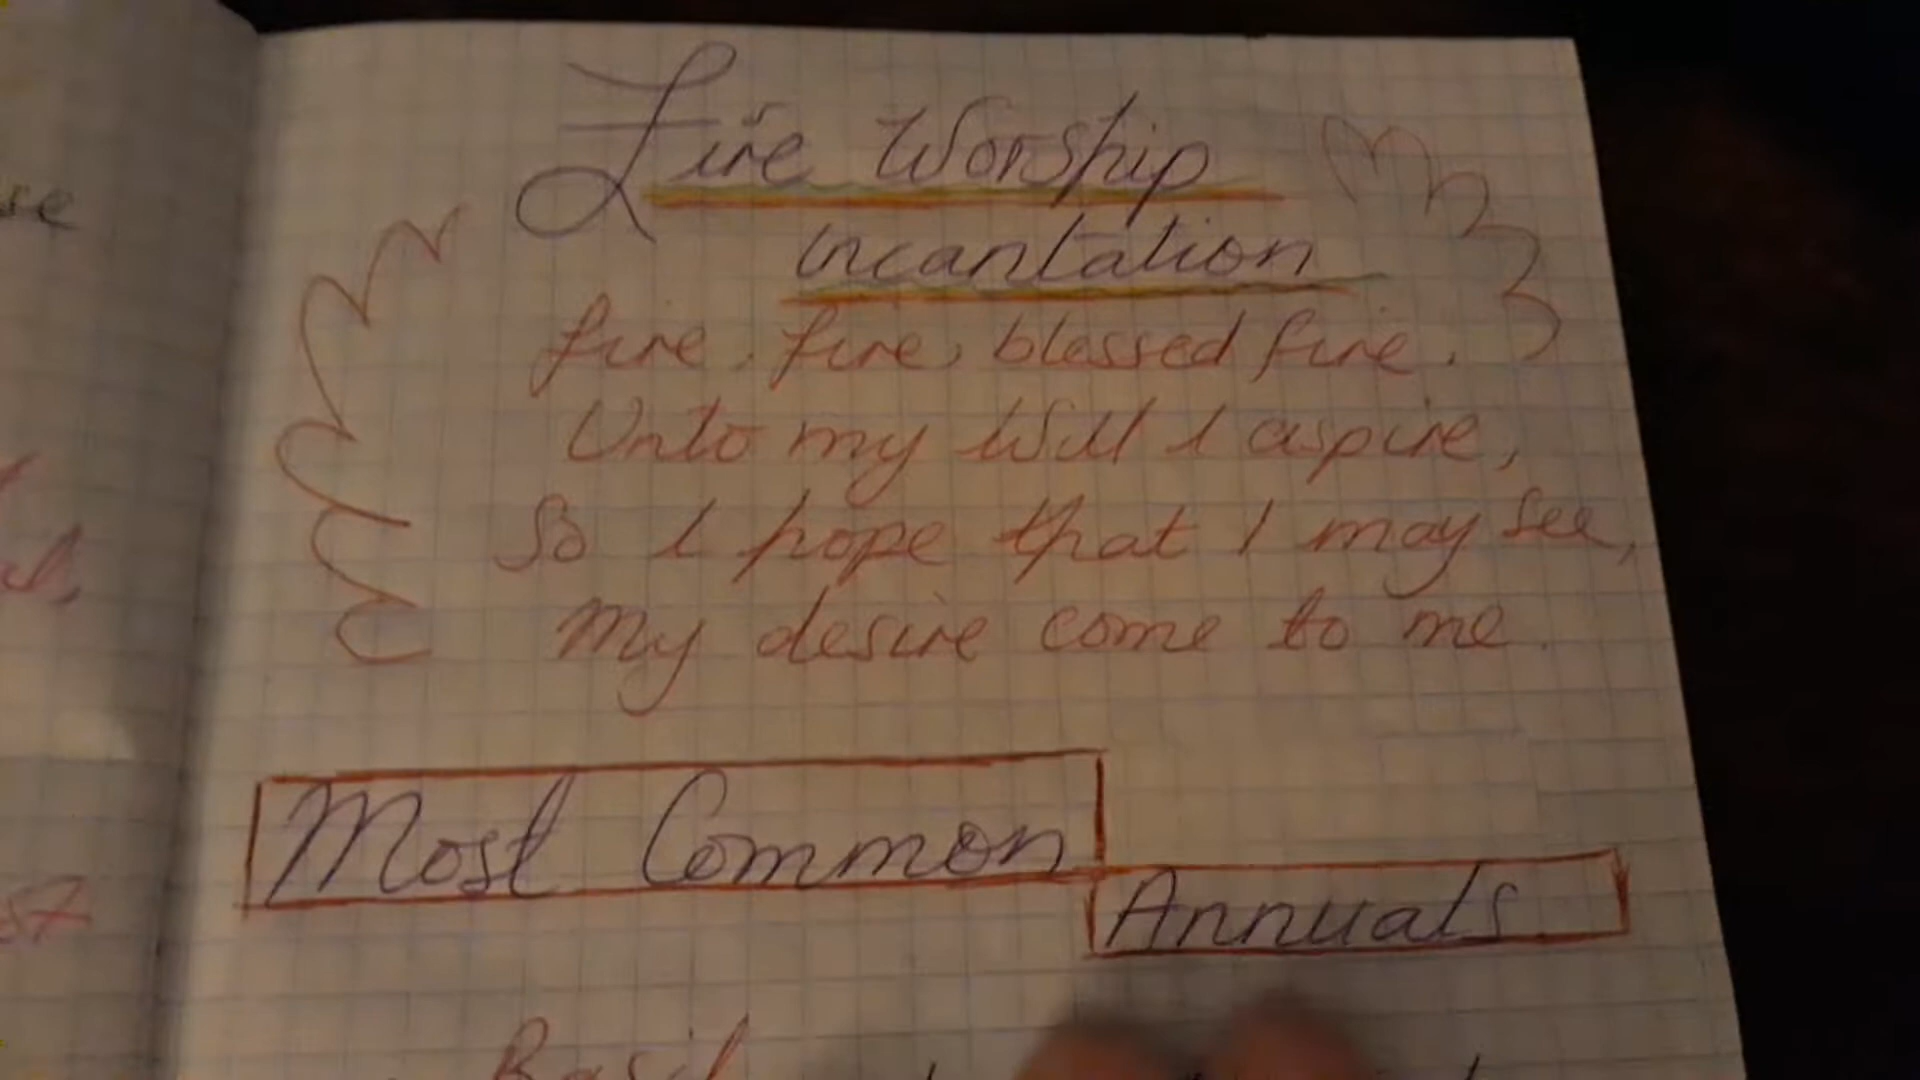 Fire Worship
incantation
fire, fire, blessed fire.
Unto my Will I aspire,
So I hope that I may see,
My desire come to me.
Most Common
Annuals
Basil